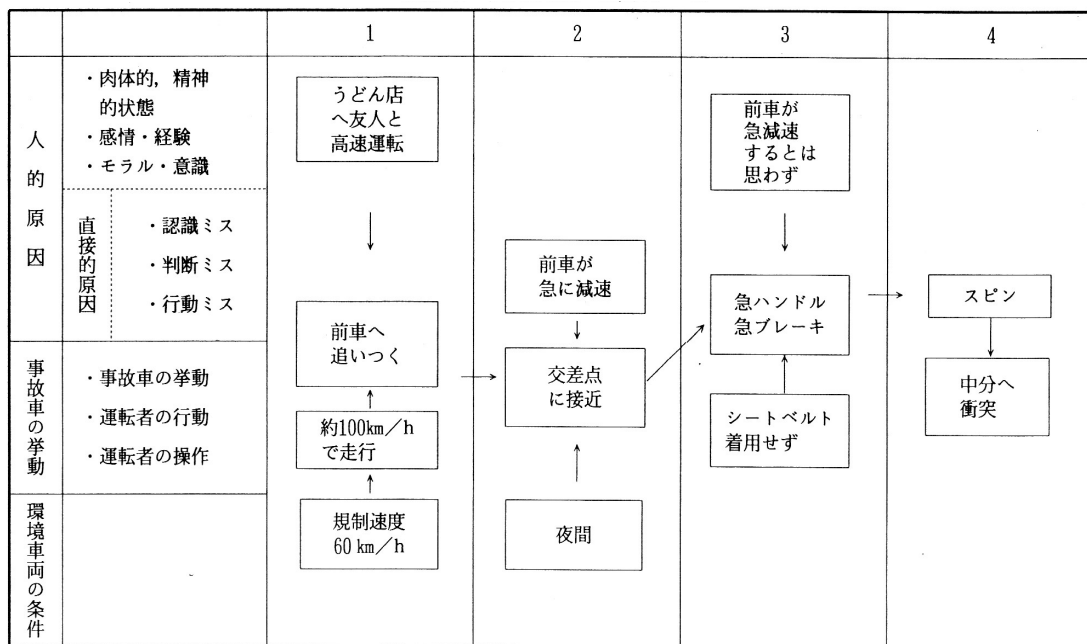 1
2
3
4
人的原因
・肉体的，精神
的状態
・感情・経験
・モラル・意識
直接的原因
・認識ミス
・判断ミス
・行動ミス
事故車の挙動
・事故車の挙動
・運転者の行動
・運転者の操作
環境車両の条件
うどん店
へ友人と
高速運転
前車へ
追いつく
約100km／h
で走行
規制速度
60 km／h
前車が
急に減速
交差点
に接近
夜間
前車が
急減速
するとは
思わず
急ハンドル
急ブレーキ
シートベルト
着用せず
スピン
中分へ
衝突